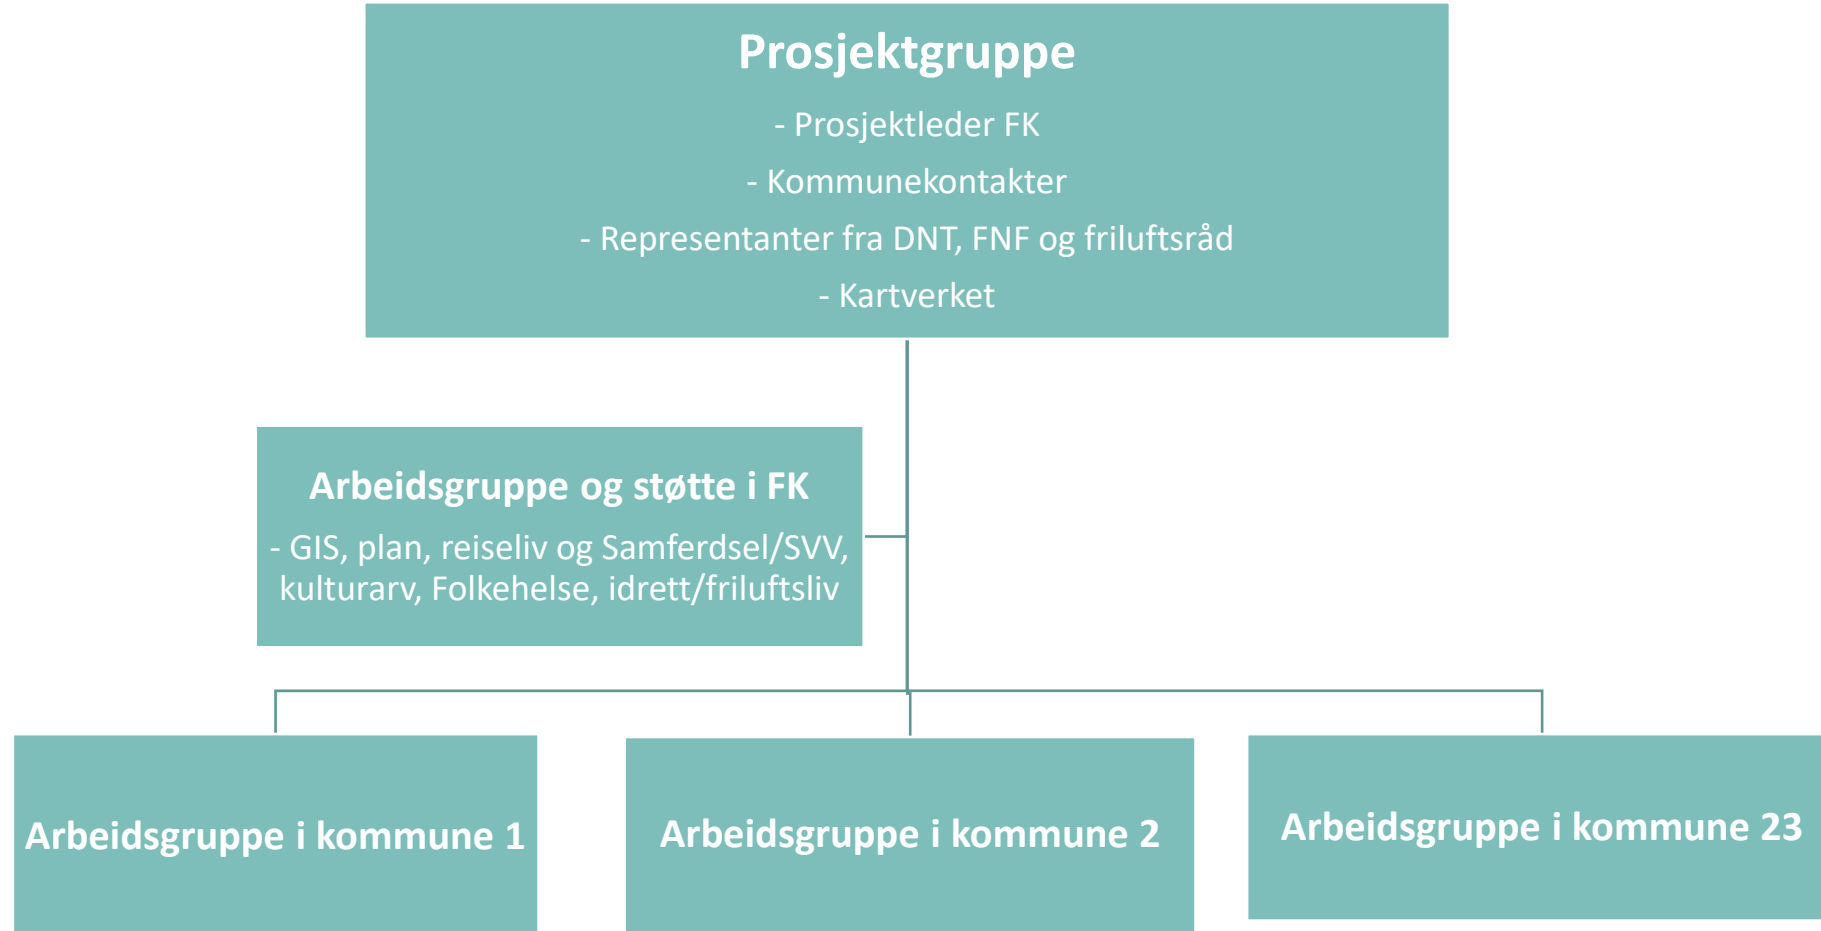 Prosjektgruppe
- Prosjektleder FK
- Kommunekontakter
- Representanter fra DNT, FNF og friluftsråd
- Kartverket
Arbeidsgruppe og støtte i FK
- GIS, plan, reiseliv og Samferdsel/SVV,
kulturarv, Folkehelse, idrett/friluftsliv
Arbeidsgruppe i kommune 1
Arbeidsgruppe i kommune 2
Arbeidsgruppe i kommune 23